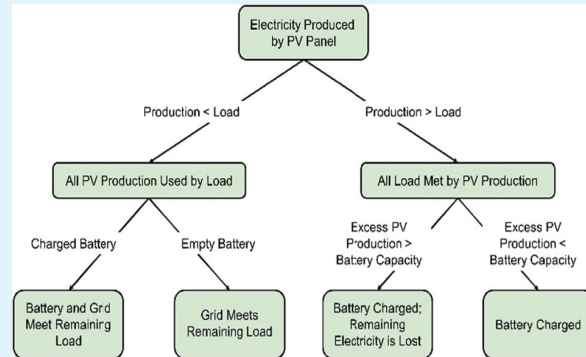 Electricity Produced
by PV Panel
Production < Load
Production > Load
All PV Production Used by Load
All Load Met by PV Production
Charged Battery
Empty Battery
Excess PV
Production >
Battery Capacity
Excess PV
Production <
Battery Capacity
Battery and Grid
Meet Remaining
Load
Grid Meets
Remaining Load
Battery Charged;
Remaining
Electricity is Lost
Battery Charged